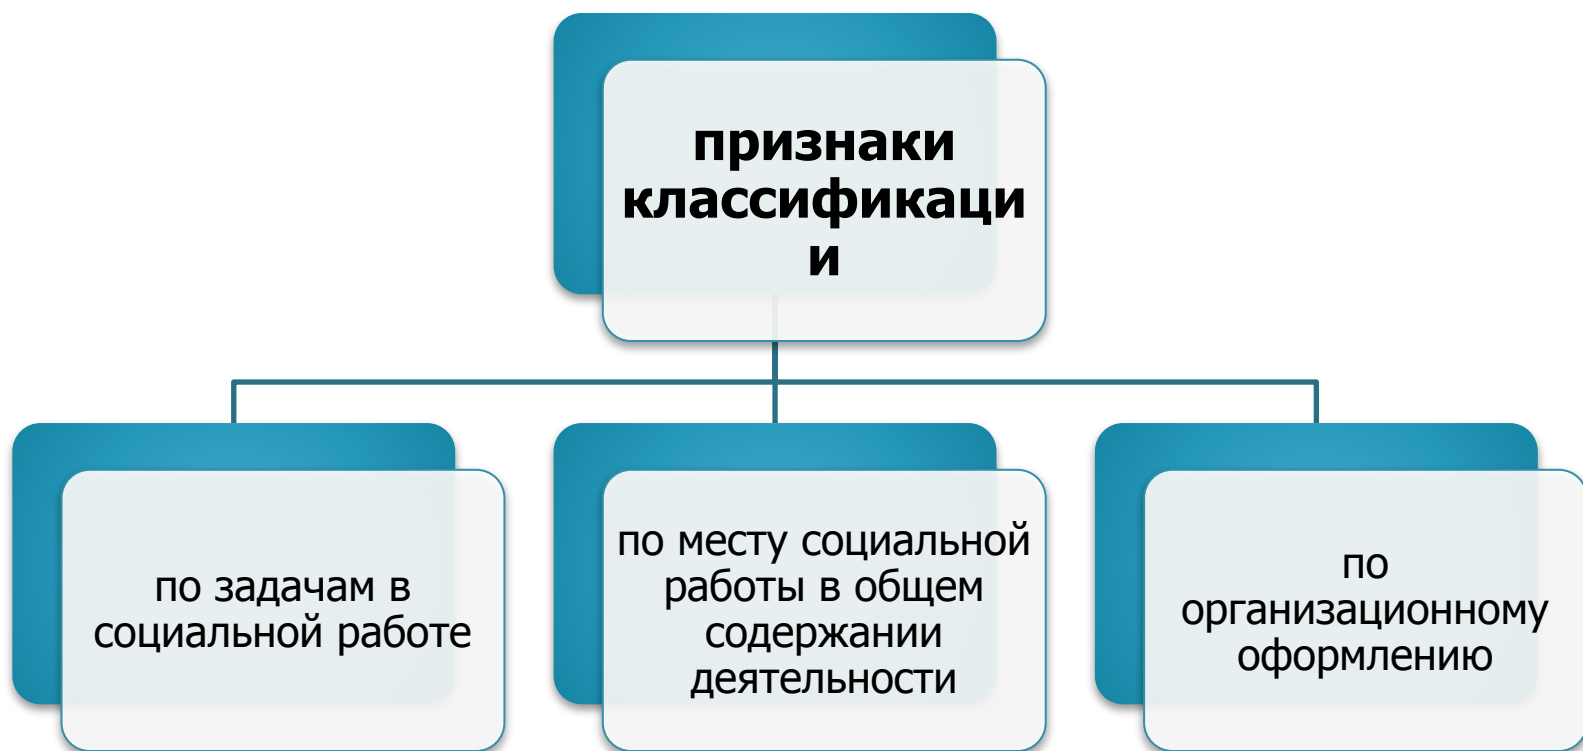 признаки
классификаци
и
по задачам в
социальной работе
по месту социальной
работы в общем
содержании
деятельности
по
организационному
оформлению